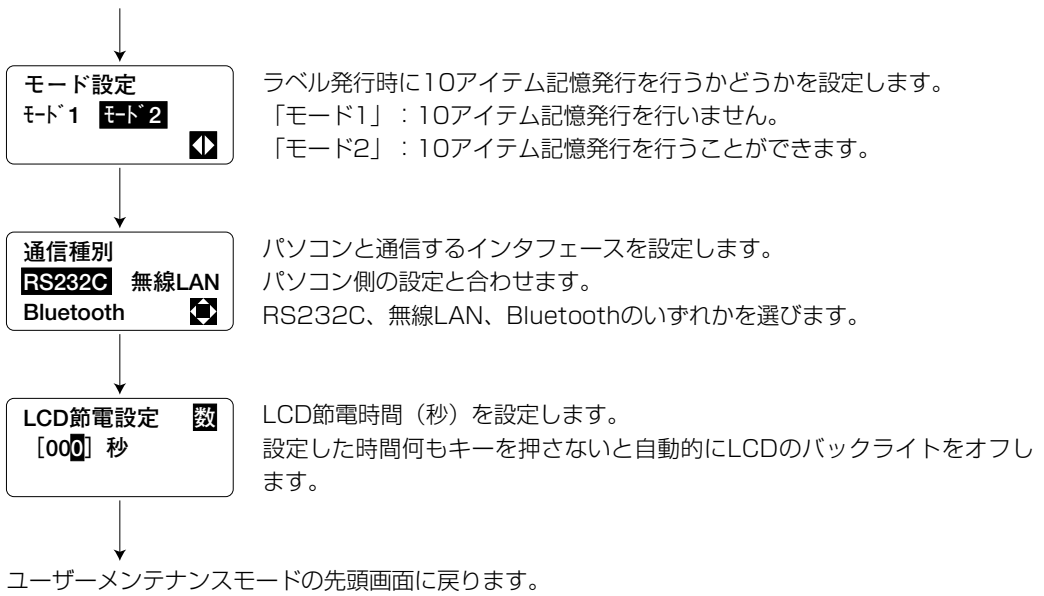 モード設定
ﾓｰﾄﾞ1 ﾓｰﾄﾞ2
ラベル発行時に10アイテム記憶発行を行うかどうかを設定します。
「モード1」：10アイテム記憶発行を行いません。
「モード2」：10アイテム記憶発行を行うことができます。
通信種別
RS232C 無線LAN
Bluetooth
パソコンと通信するインタフェースを設定します。
パソコン側の設定と合わせます。
RS232C、無線LAN、Bluetoothのいずれかを選びます。
LCD節電設定 数
［000］秒
LCD節電時間（秒）を設定します。
設定した時間何もキーを押さないと自動的にLCDのバックライトをオフし
ます。
ユーザーメンテナンスモードの先頭画面に戻ります。